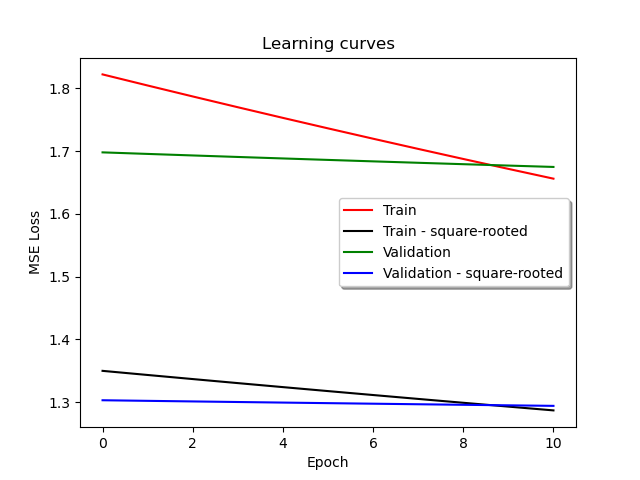 Learning curves
MSE Loss
1.8
1.7
1.6
1.5
1.4
1.3
Train
Train - square-rooted
Validation
Validation - square-rooted
0 2 4 6 8 10
Epoch